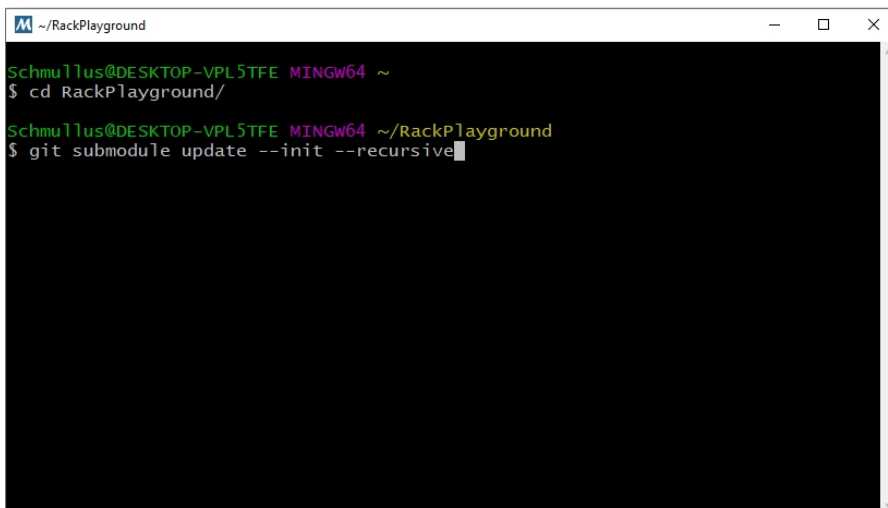 ~/RackPlayground
Schmullus@DESKTOP-VPL5TFE MINGW64 ~
$ cd RackPlayground/
Schmullus@DESKTOP-VPL5TFE MINGW64 ~/RackPlayground
$ git submodule update --init --recursive